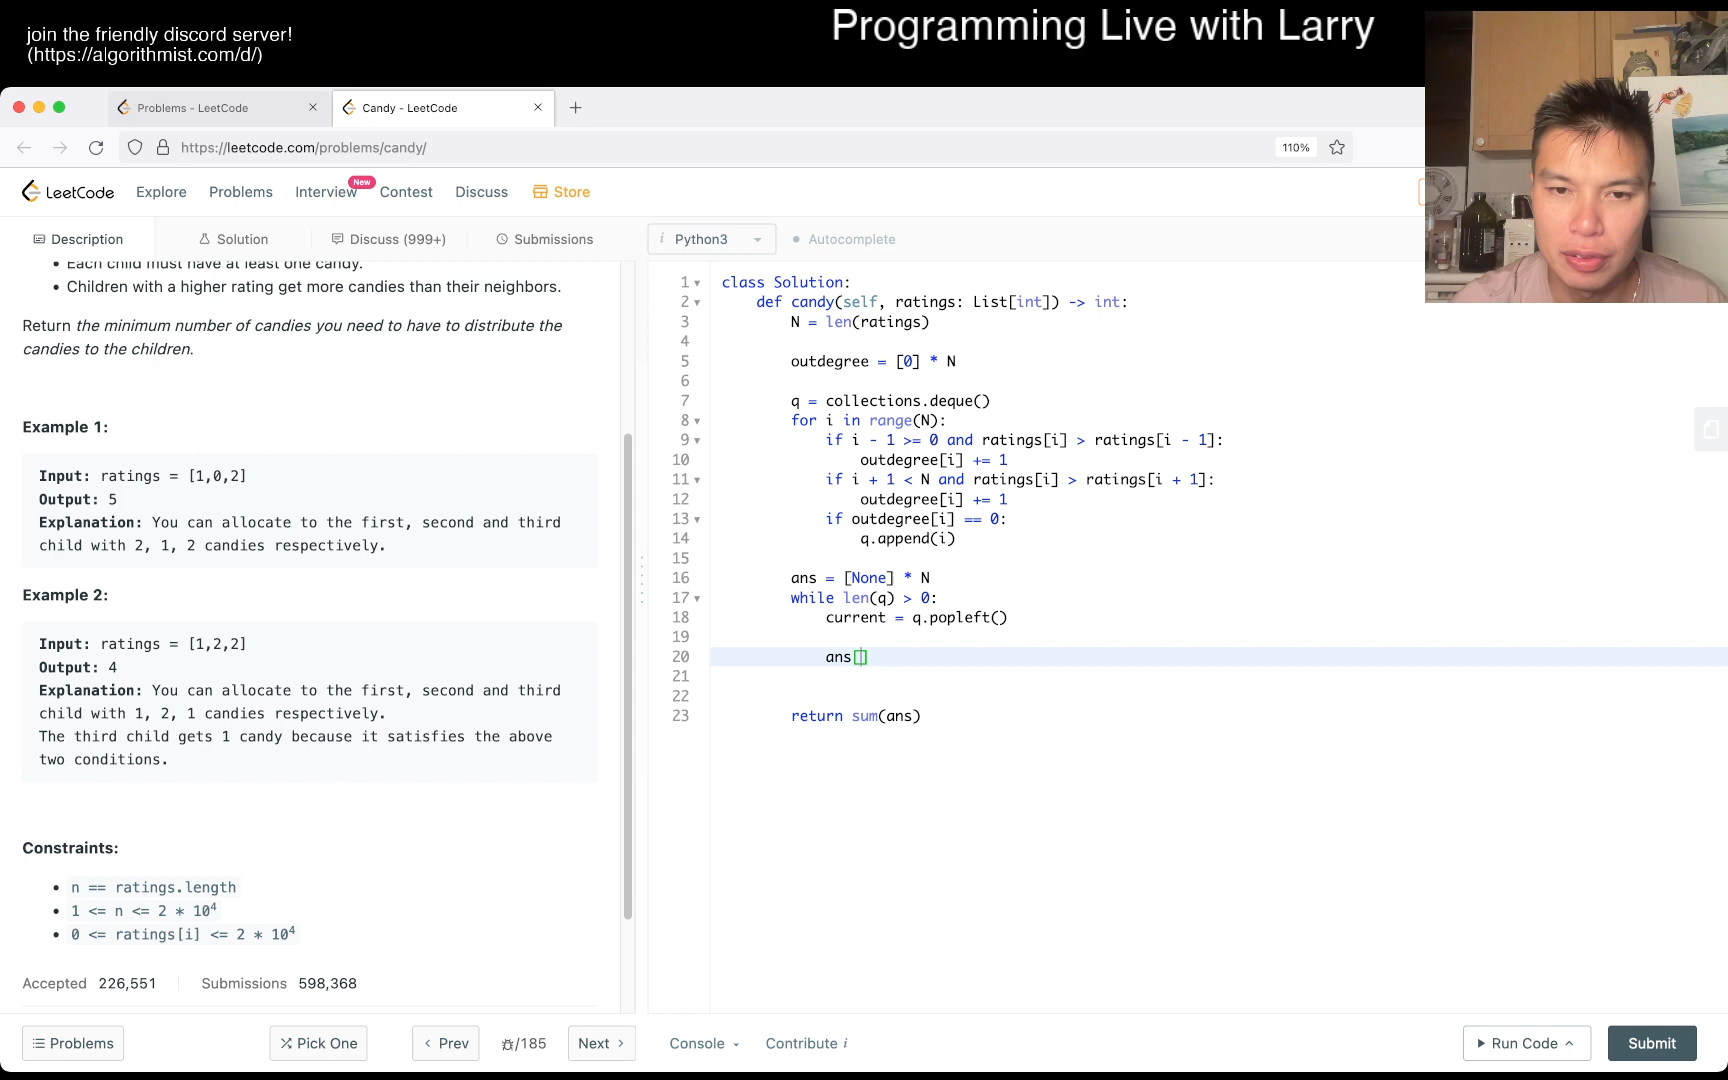 join the friendly discord server!
(https://algorithmist.com/d/)
Programming Live with Larry
Problems - LeetCode
Candy - LeetCode
https://leetcode.com/problems/candy/
110%
LeetCode
Explore
Problems
Interview
New
Contest
Discuss
Store
Description
Solution
Discuss (999+)
Submissions
i Python3
Autocomplete
• Each child must have at least one candy.
• Children with a higher rating get more candies than their neighbors.
Return the minimum number of candies you need to have to distribute the
candies to the children.
Example 1:
Input: ratings = [1,0,2]
Output: 5
Explanation: You can allocate to the first, second and third
child with 2, 1, 2 candies respectively.
Example 2:
Input: ratings = [1,2,2]
Output: 4
Explanation: You can allocate to the first, second and third
child with 1, 2, 1 candies respectively.
The third child gets 1 candy because it satisfies the above
two conditions.
Constraints:
• n == ratings.length
• 1 <= n <= 2 * 10⁴
• 0 <= ratings[i] <= 2 * 10⁴
Accepted 226,551
Submissions 598,368
1 class Solution:
2     def candy(self, ratings: List[int]) -> int:
3         N = len(ratings)
4
5         outdegree = [0] * N
6
7         q = collections.deque()
8         for i in range(N):
9             if i - 1 >= 0 and ratings[i] > ratings[i - 1]:
10                 outdegree[i] += 1
11             if i + 1 < N and ratings[i] > ratings[i + 1]:
12                 outdegree[i] += 1
13             if outdegree[i] == 0:
14                 q.append(i)
15
16         ans = [None] * N
17         while len(q) > 0:
18             current = q.popleft()
19
20             ans[]
21
22
23         return sum(ans)
Problems
Pick One
Prev
/185
Next
Console
Contribute i
Run Code
Submit